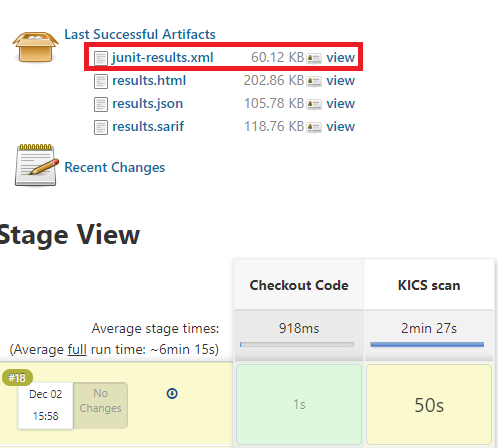 Last Successful Artifacts
junit-results.xml 60.12 KB view
results.html 202.86 KB view
results.json 105.78 KB view
results.sarif 118.76 KB view
Recent Changes
Stage View
Checkout Code KICS scan
Average stage times: 918ms 2min 27s
(Average full run time: ~6min 15s)
#18
Dec 02 No
15:58 Changes
1s 50s